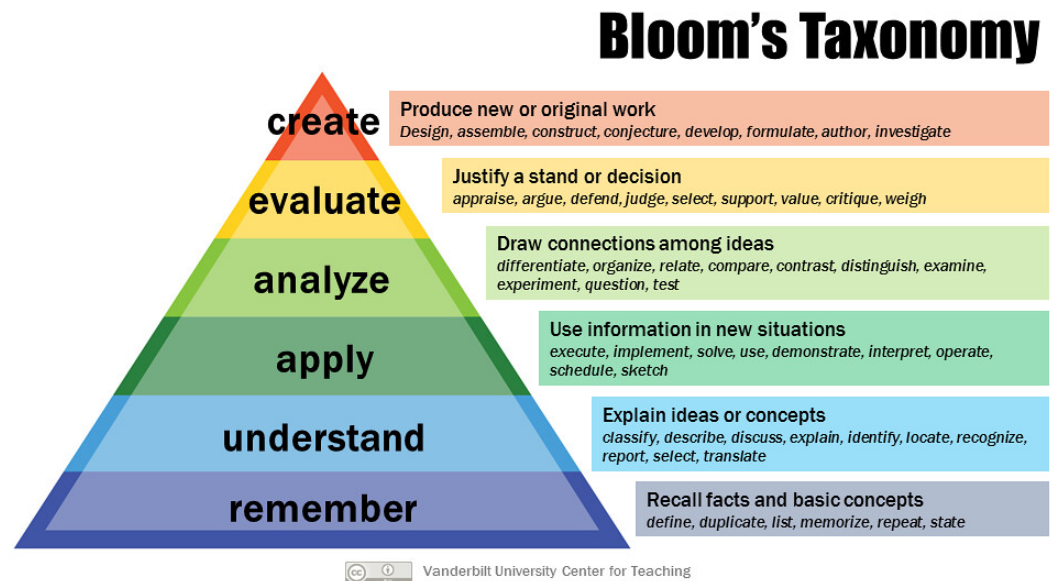 Bloom's Taxonomy
create
Produce new or original work
Design, assemble, construct, conjecture, develop, formulate, author, investigate
evaluate
Justify a stand or decision
appraise, argue, defend, judge, select, support, value, critique, weigh
analyze
Draw connections among ideas
differentiate, organize, relate, compare, contrast, distinguish, examine,
experiment, question, test
apply
Use information in new situations
execute, implement, solve, use, demonstrate, interpret, operate,
schedule, sketch
understand
Explain ideas or concepts
classify, describe, discuss, explain, identify, locate, recognize,
report, select, translate
remember
Recall facts and basic concepts
define, duplicate, list, memorize, repeat, state
cc
Vanderbilt University Center for Teaching